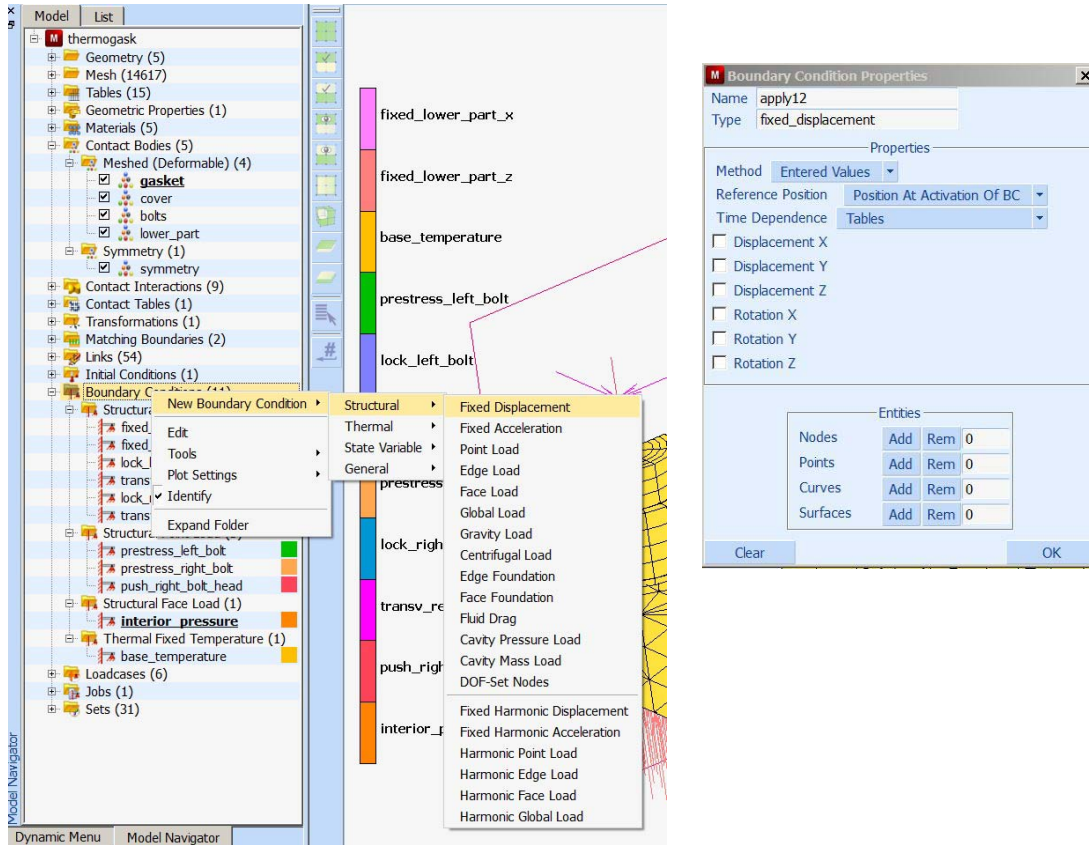 Model List
thermogask
Geometry (5)
Mesh (14617)
Tables (15)
Geometric Properties (1)
Materials (5)
Contact Bodies (5)
Meshed (Deformable) (4)
gasket
cover
bolts
lower_part
Symmetry (1)
symmetry
Contact Interactions (9)
Contact Tables (1)
Transformations (1)
Matching Boundaries (2)
Links (54)
Initial Conditions (1)
Boundary Conditions (11)
Structura
fixed_
fixed_
lock_l
trans
lock_r
trans
prestress_left_bolt
prestress_right_bolt
push_right_bolt_head
Structural Face Load (1)
interior_pressure
Thermal Fixed Temperature (1)
base_temperature
Loadcases (6)
Jobs (1)
Sets (31)
Model Navigator
Dynamic Menu Model Navigator
New Boundary Condition
Edit
Tools
Plot Settings
Identify
Expand Folder
Structural
Thermal
State Variable
General
Fixed Displacement
Fixed Acceleration
Point Load
Edge Load
Face Load
Global Load
Gravity Load
Centrifugal Load
Edge Foundation
Face Foundation
Fluid Drag
Cavity Pressure Load
Cavity Mass Load
DOF-Set Nodes
Fixed Harmonic Displacement
Fixed Harmonic Acceleration
Harmonic Point Load
Harmonic Edge Load
Harmonic Face Load
Harmonic Global Load
fixed_lower_part_x
fixed_lower_part_z
base_temperature
prestress_left_bolt
lock_left_bolt
prestress
lock_righ
transv_re
push_righ
interior_p
Boundary Condition Properties
Name apply12
Type fixed_displacement
Properties
Method Entered Values
Reference Position Position At Activation Of BC
Time Dependence Tables
Displacement X
Displacement Y
Displacement Z
Rotation X
Rotation Y
Rotation Z
Entities
Nodes Add Rem 0
Points Add Rem 0
Curves Add Rem 0
Surfaces Add Rem 0
Clear OK